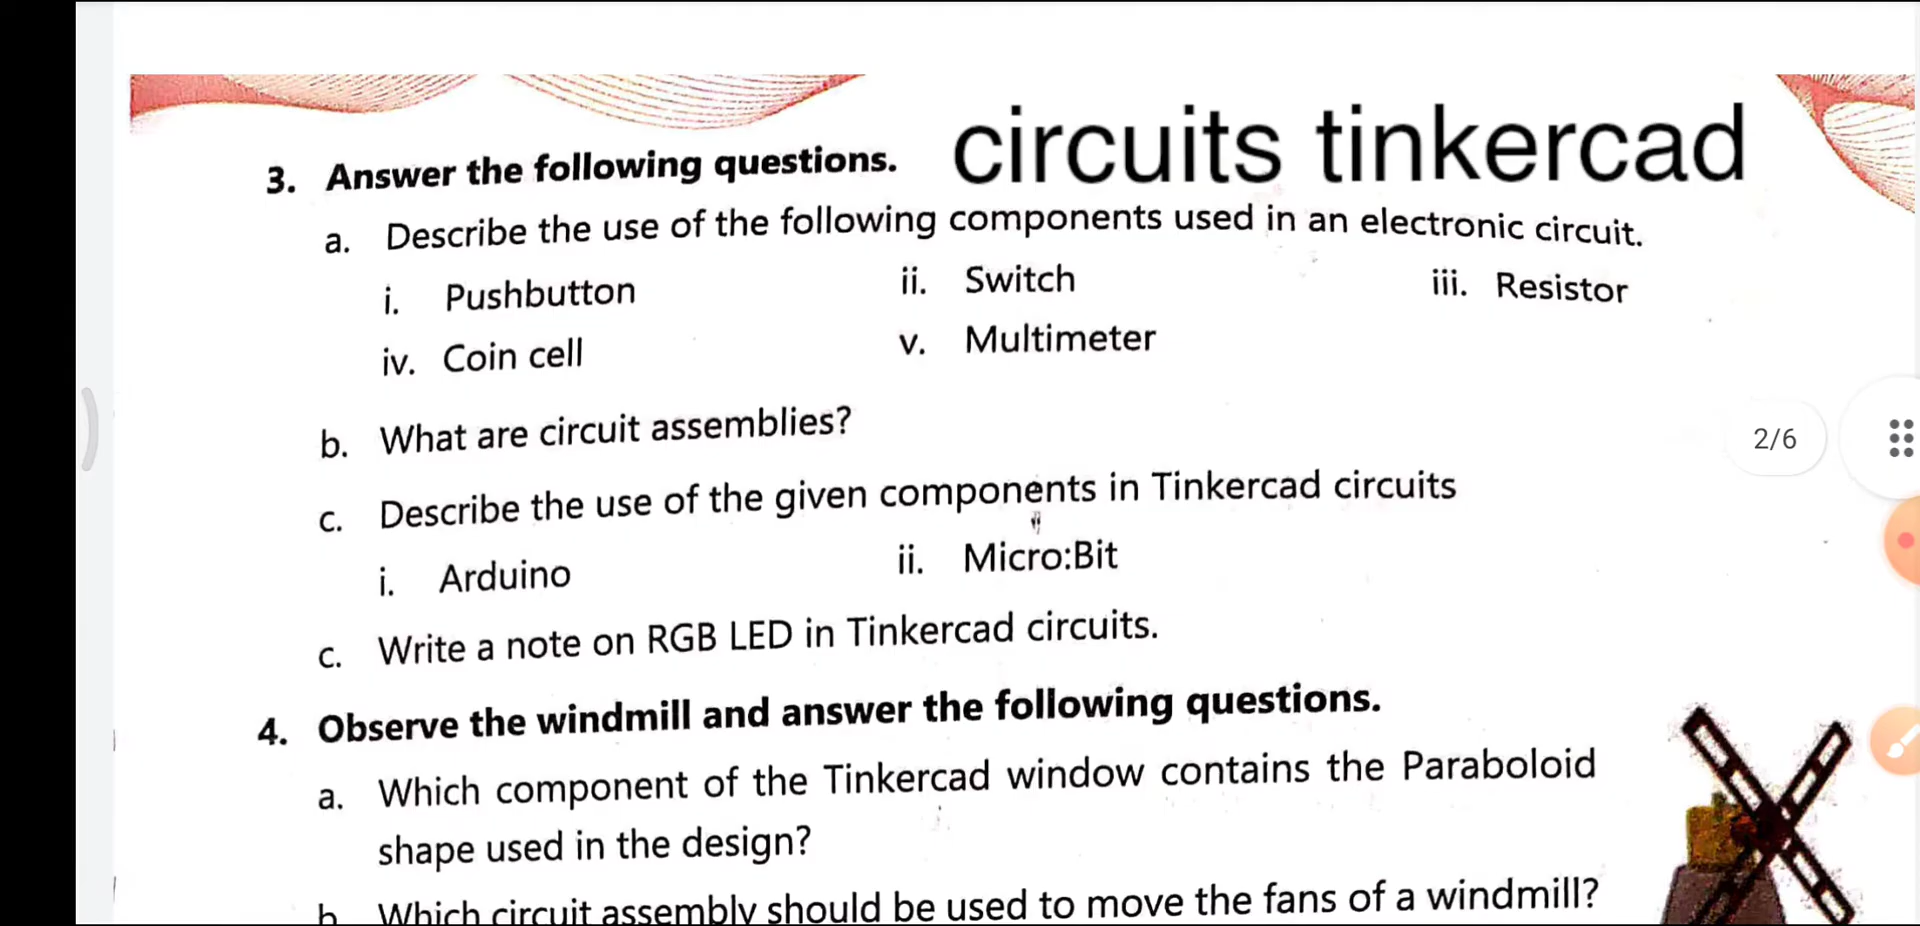 circuits tinkercad
3. Answer the following questions.
a. Describe the use of the following components used in an electronic circuit.
i. Pushbutton ii. Switch iii. Resistor
iv. Coin cell v. Multimeter
b. What are circuit assemblies?
2/6
c. Describe the use of the given components in Tinkercad circuits
i. Arduino ii. Micro:Bit
c. Write a note on RGB LED in Tinkercad circuits.
4. Observe the windmill and answer the following questions.
a. Which component of the Tinkercad window contains the Paraboloid
shape used in the design?
b Which circuit assembly should be used to move the fans of a windmill?